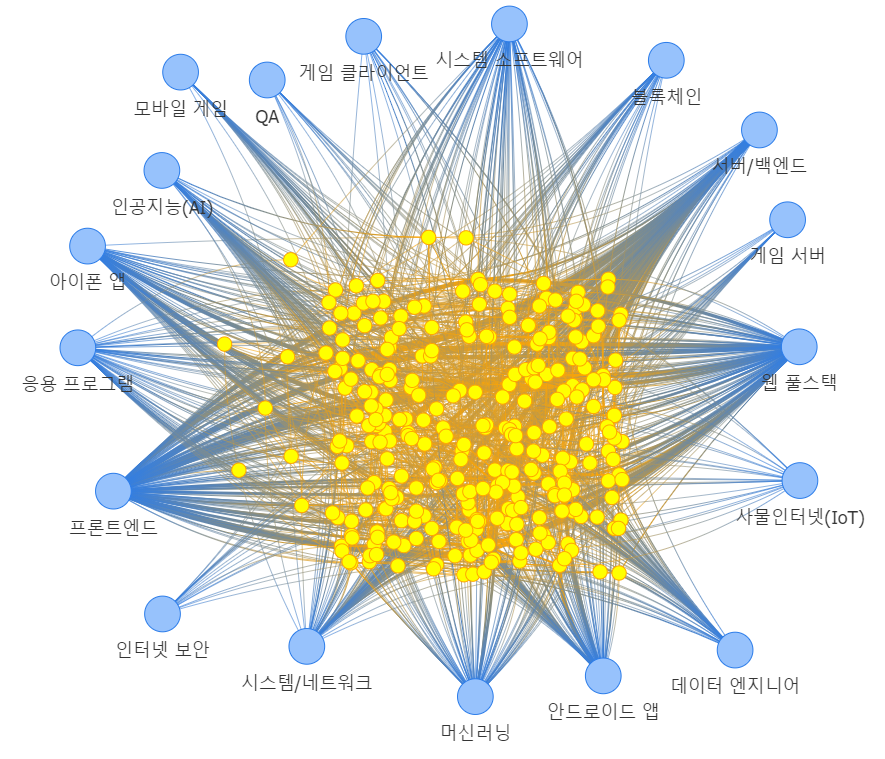 시스템 소프트웨어
게임 클라이언트
블록체인
모바일 게임
QA
서버/백엔드
인공지능(AI)
게임 서버
아이폰 앱
응용 프로그램
웹 풀스택
사물인터넷(IoT)
프론트엔드
인터넷 보안
시스템/네트워크
데이터 엔지니어
안드로이드 앱
머신러닝